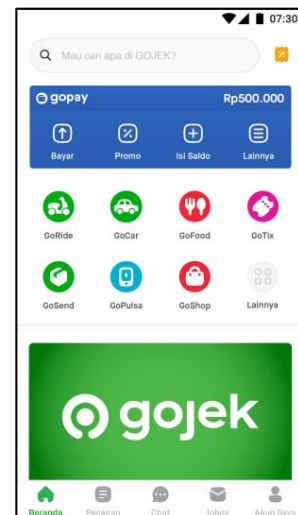 07:30
Mau cari apa di GOJEK?
gopay Rp500.000
Bayar Promo Isi Saldo Lainnya
GoRide GoCar GoFood GoTix
GoSend GoPulsa GoShop Lainnya
gojek
Beranda Pesanan Chat Inbox Akun Saya